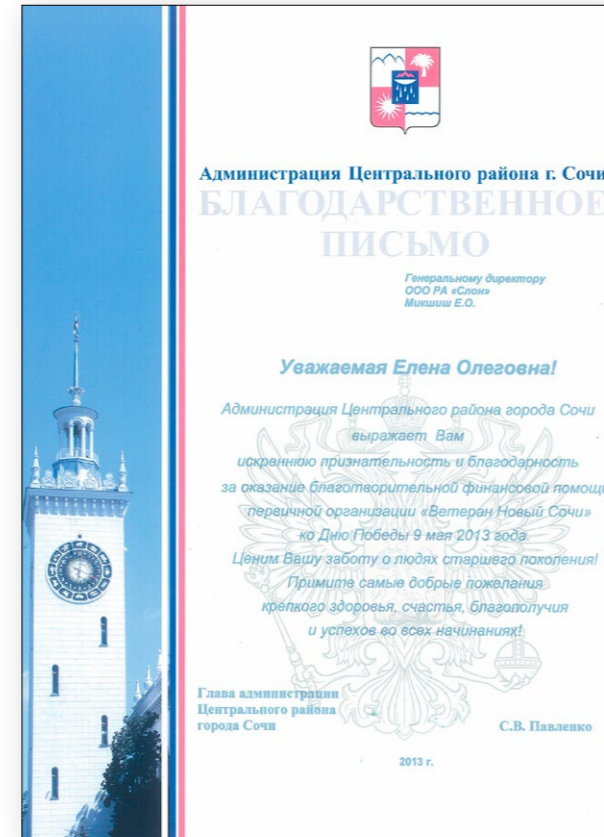 Администрация Центрального района г. Сочи
БЛАГОДАРСТВЕННОЕ
ПИСЬМО
Генеральному директору
ООО РА «Слон»
Микшиш Е.О.
Уважаемая Елена Олеговна!
Администрация Центрального района города Сочи
выражает Вам
искреннюю признательность и благодарность
за оказание благотворительной финансовой помощи
первичной организации «Ветеран Новый Сочи»
ко Дню Победы 9 мая 2013 года.
Ценим Вашу заботу о людях старшего поколения!
Примите самые добрые пожелания
крепкого здоровья, счастья, благополучия
и успехов во всех начинаниях!
Глава администрации
Центрального района
города Сочи
С.В. Павленко
2013 г.